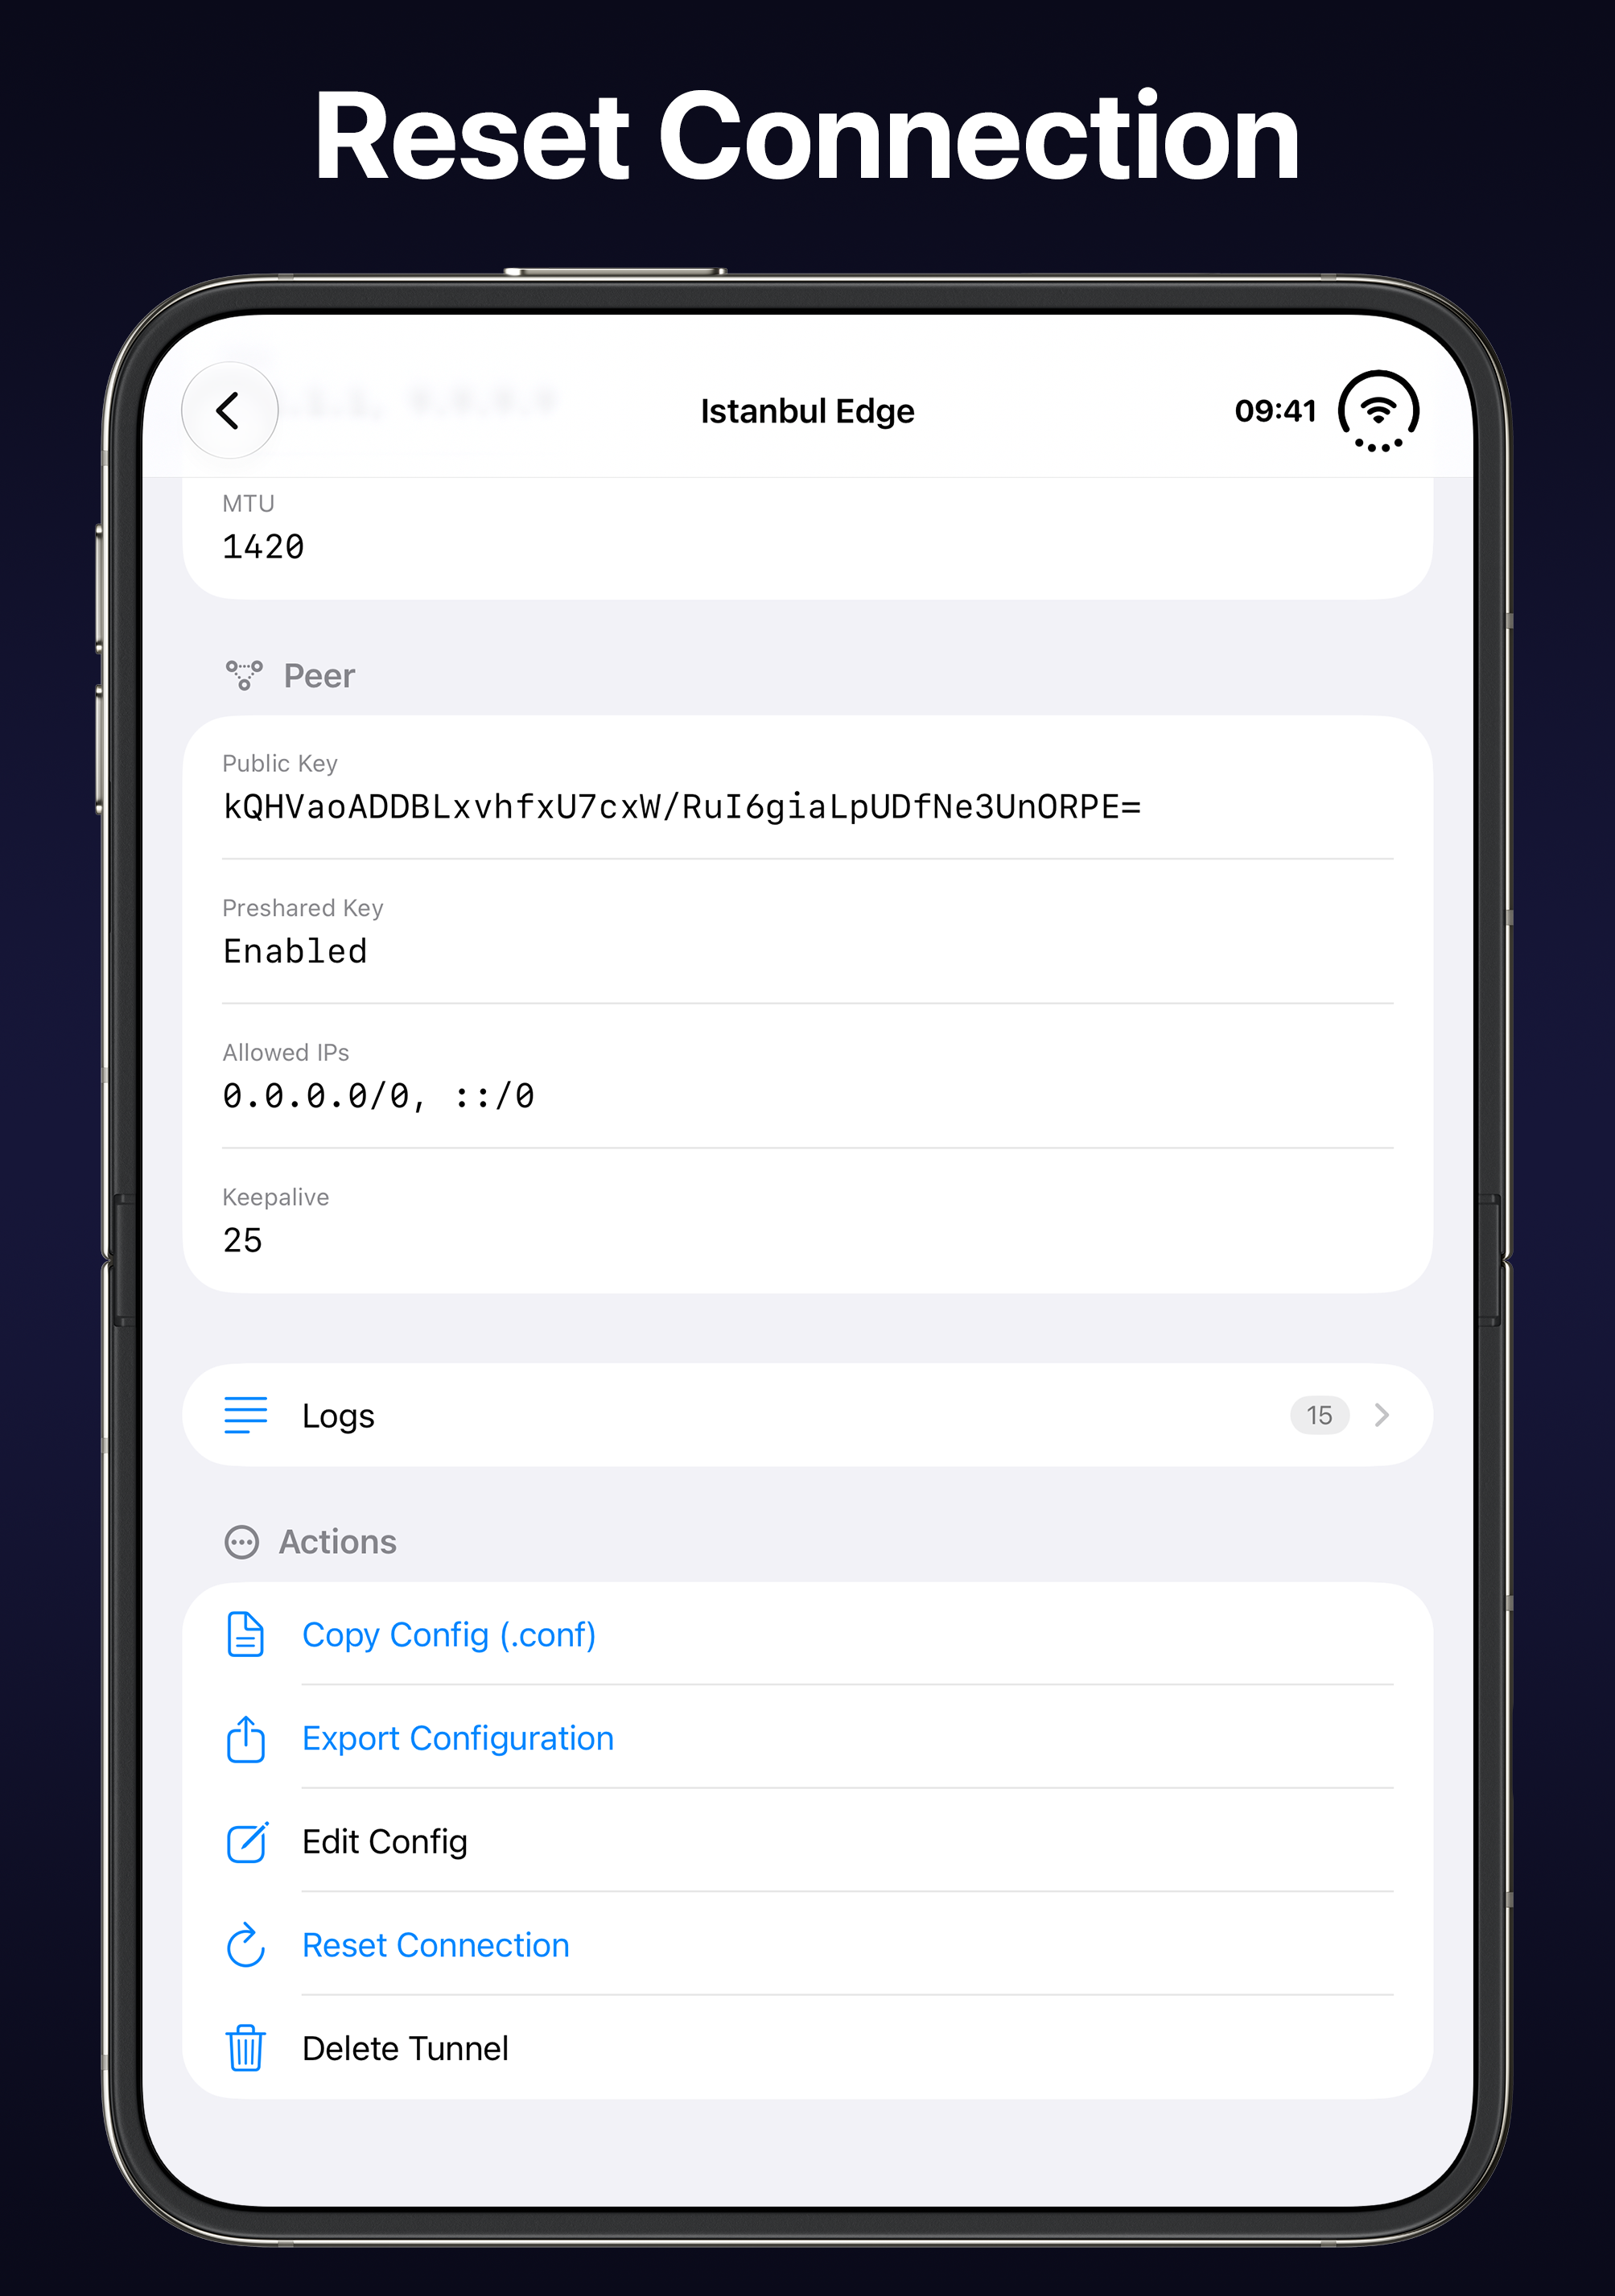 Reset Connection
Istanbul Edge
09:41
MTU
1420
Peer
Public Key
kQHVaoADDBLxvhfxU7cxW/RuI6giaLpUDfNe3UnORPE=
Preshared Key
Enabled
Allowed IPs
0.0.0.0/0, ::/0
Keepalive
25
Logs
15
Actions
Copy Config (.conf)
Export Configuration
Edit Config
Reset Connection
Delete Tunnel